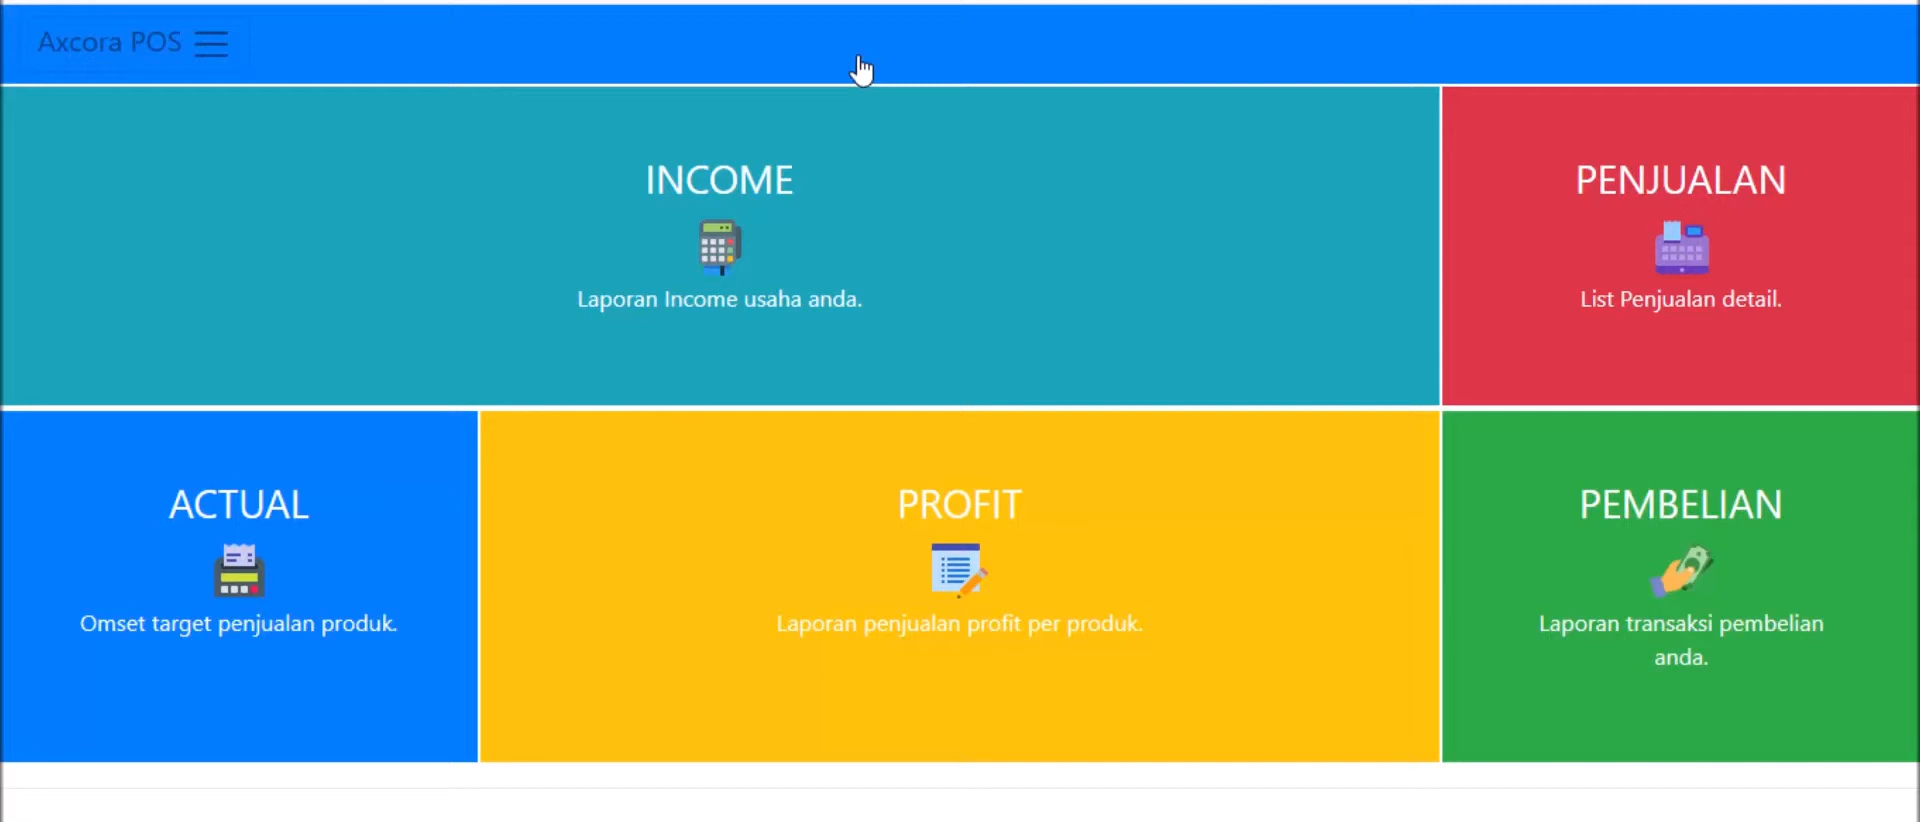 Axcora POS
INCOME
Laporan Income usaha anda.
PENJUALAN
List Penjualan detail.
ACTUAL
Omset target penjualan produk.
PROFIT
Laporan penjualan profit per produk.
PEMBELIAN
Laporan transaksi pembelian
anda.